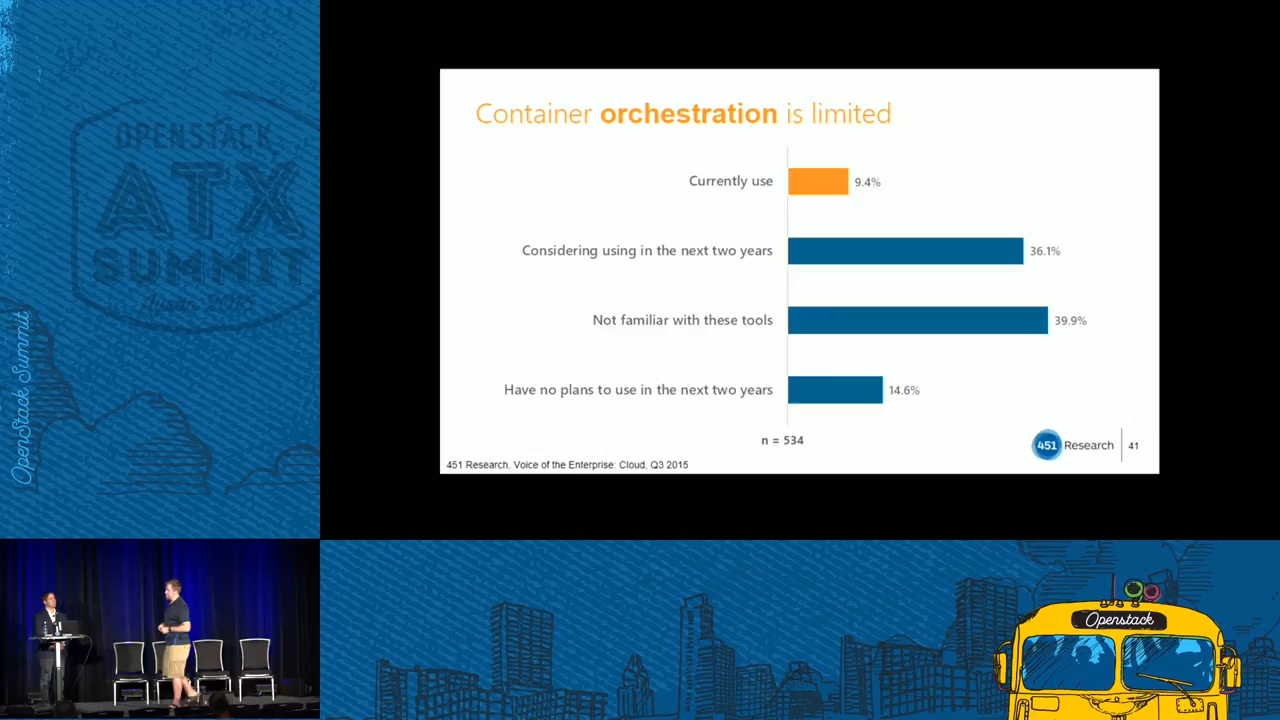 OPENSTACK
ATX
SUMMIT
Austin 2016
OpenStack Summit
Container orchestration is limited
Currently use
9.4%
Considering using in the next two years
36.1%
Not familiar with these tools
39.9%
Have no plans to use in the next two years
14.6%
n = 534
451 Research
41
451 Research, Voice of the Enterprise: Cloud, Q3 2015
Openstack